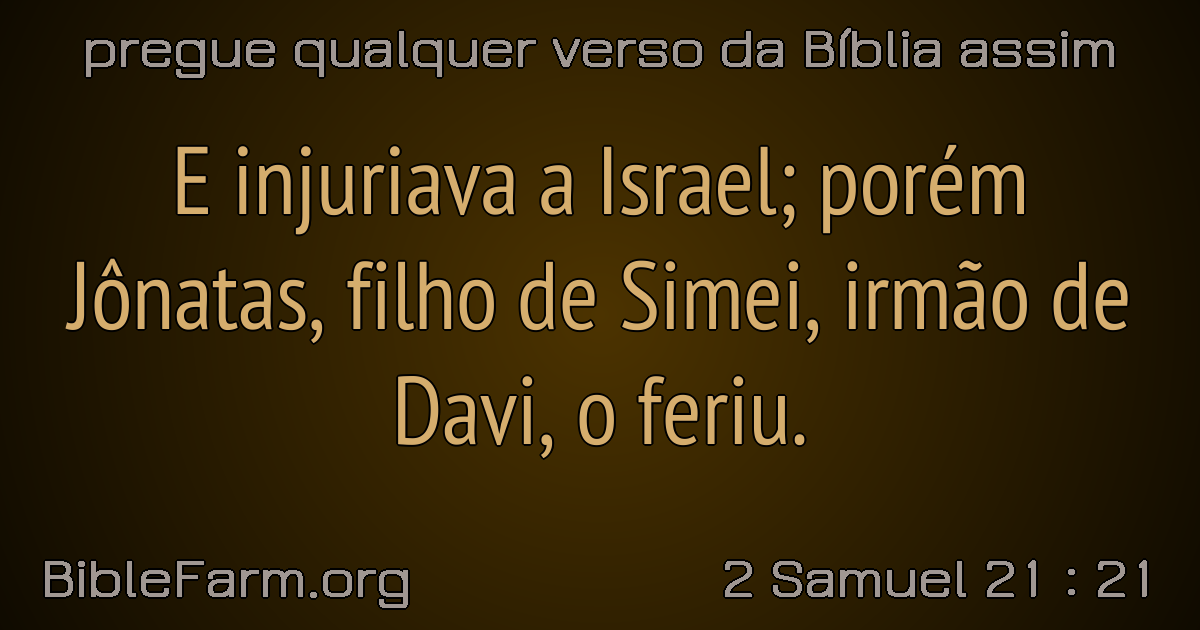 pregue qualquer verso da Bíblia assim
E injuriava a Israel; porém
Jônatas, filho de Simei, irmão de
Davi, o feriu.
BibleFarm.org
2 Samuel 21 : 21